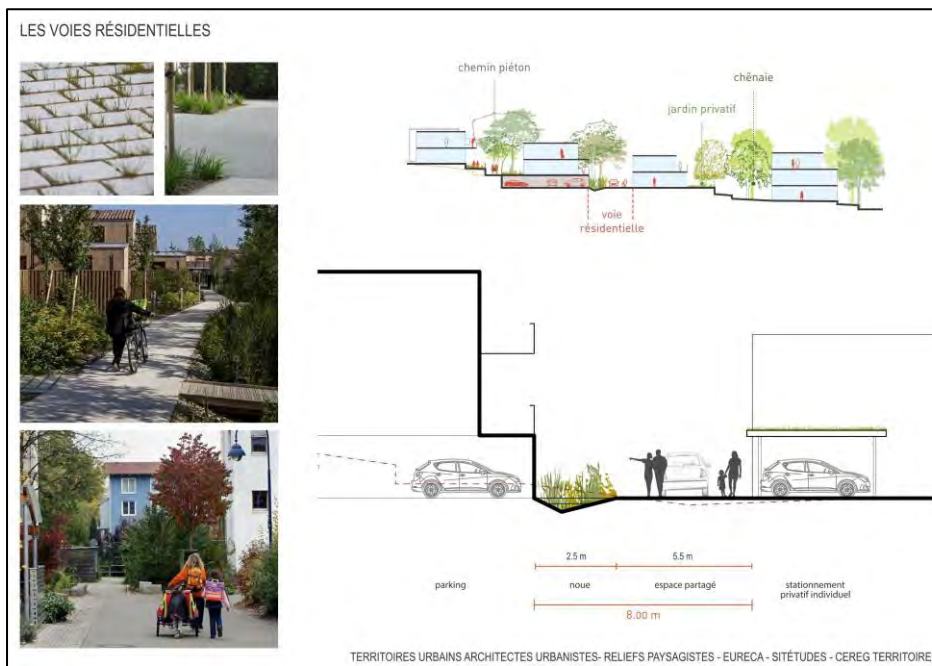 LES VOIES RÉSIDENTIELLES
chemin piéton
chênaie
jardin privatif
voie
résidentielle
2.5 m
5.5 m
parking
noue
espace partagé
stationnement
privatif individuel
8.00 m
TERRITOIRES URBAINS ARCHITECTES URBANISTES- RELIEFS PAYSAGISTES - EURECA - SITÉTUDES - CEREG TERRITOIRE